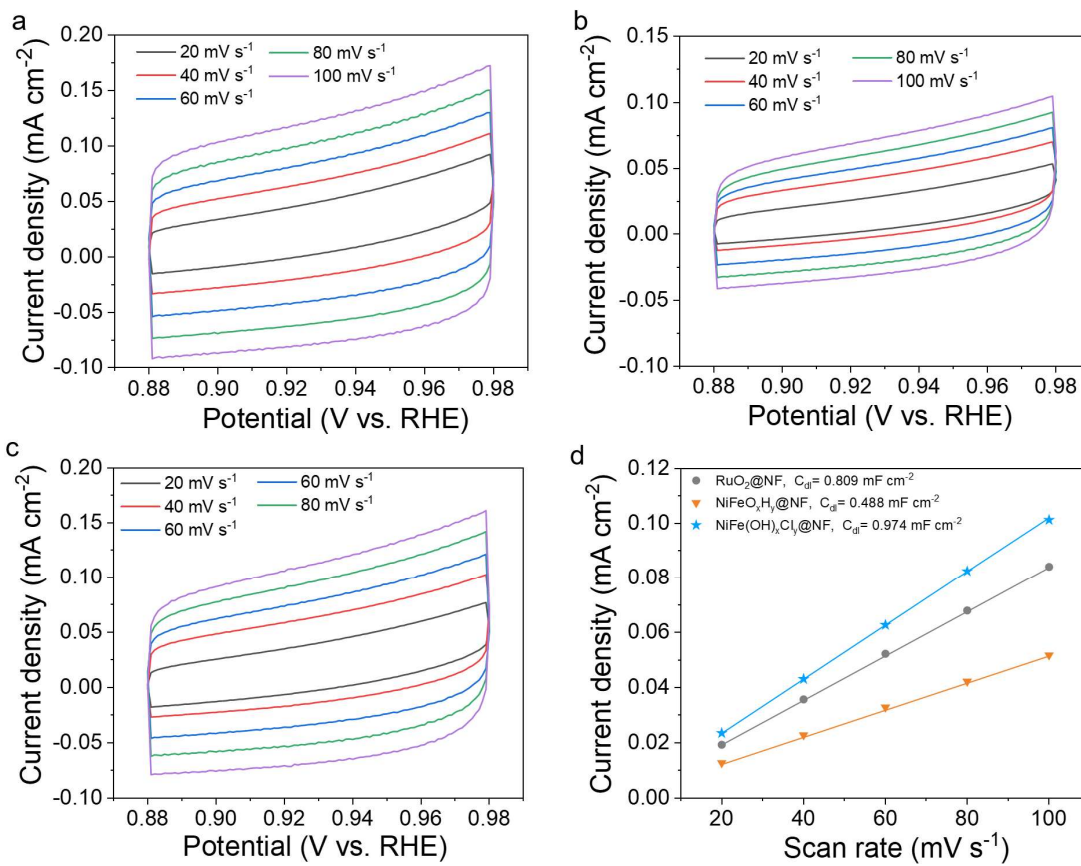 a
0.20
0.15
0.10
0.05
0.00
-0.05
-0.10
Current density (mA cm⁻²)
20 mV s⁻¹
40 mV s⁻¹
60 mV s⁻¹
80 mV s⁻¹
100 mV s⁻¹
0.88 0.90 0.92 0.94 0.96 0.98
Potential (V vs. RHE)
b
0.15
0.10
0.05
0.00
-0.05
-0.10
Current density (mA cm⁻²)
20 mV s⁻¹
40 mV s⁻¹
60 mV s⁻¹
80 mV s⁻¹
100 mV s⁻¹
0.88 0.90 0.92 0.94 0.96 0.98
Potential (V vs. RHE)
c
0.20
0.15
0.10
0.05
0.00
-0.05
-0.10
Current density (mA cm⁻²)
20 mV s⁻¹
40 mV s⁻¹
60 mV s⁻¹
60 mV s⁻¹
80 mV s⁻¹
0.88 0.90 0.92 0.94 0.96 0.98
Potential (V vs. RHE)
d
0.12
0.10
0.08
0.06
0.04
0.02
0.00
Current density (mA cm⁻²)
RuO₂@NF, C_dl= 0.809 mF cm⁻²
NiFeOₓH_y@NF, C_dl= 0.488 mF cm⁻²
NiFe(OH)ₓCl_y@NF, C_dl= 0.974 mF cm⁻²
20 40 60 80 100
Scan rate (mV s⁻¹)